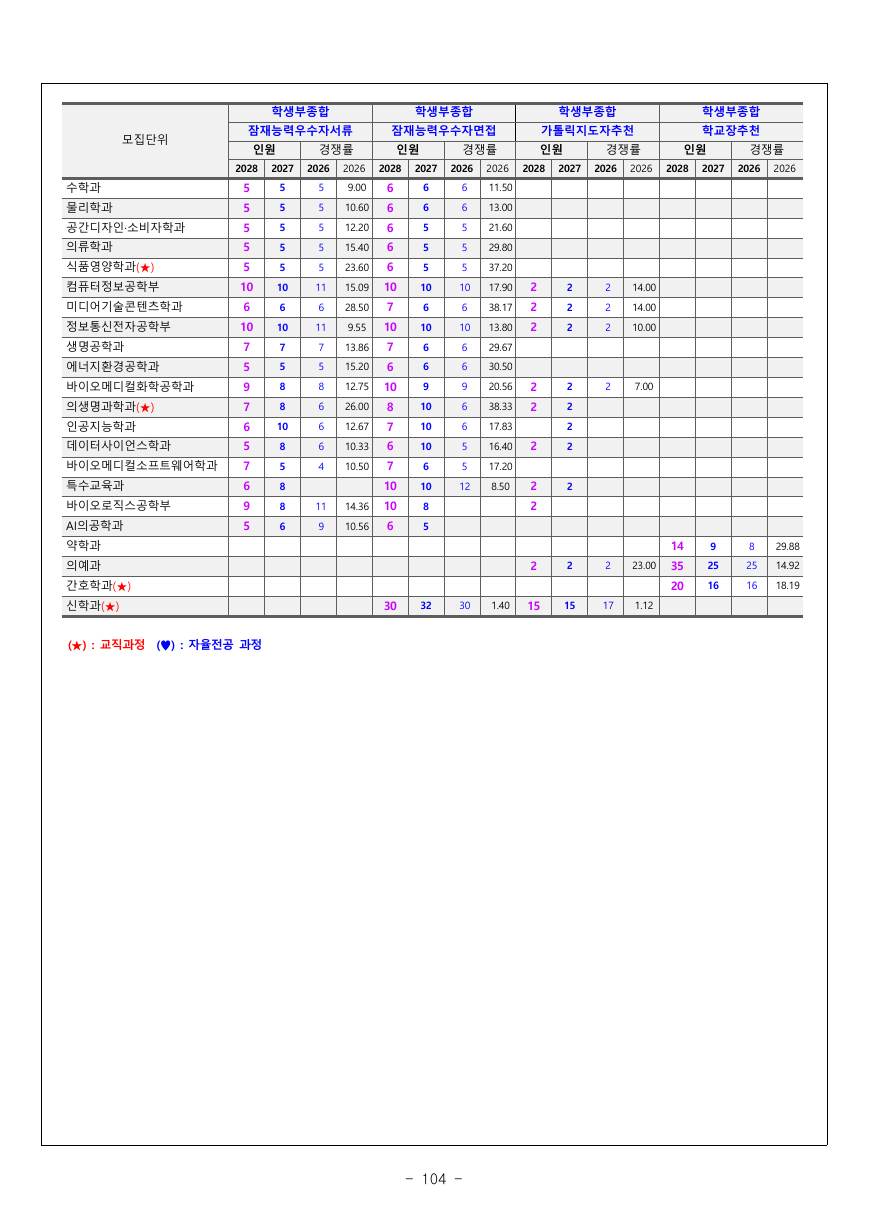 모집단위 학생부종합 학생부종합 학생부종합 학생부종합
잠재능력우수자서류 잠재능력우수자면접 가톨릭지도자추천 학교장추천
인원 경쟁률 인원 경쟁률 인원 경쟁률 인원 경쟁률
2028 2027 2026 2026 2028 2027 2026 2026 2028 2027 2026 2026 2028 2027 2026 2026
수학과 5 5 5 9.00 6 6 6 11.50
물리학과 5 5 5 10.60 6 6 6 13.00
공간디자인·소비자학과 5 5 5 12.20 6 5 5 21.60
의류학과 5 5 5 15.40 6 5 5 29.80
식품영양학과(★) 5 5 5 23.60 6 5 5 37.20
컴퓨터정보공학부 10 10 11 15.09 10 10 10 17.90 2 2 2 14.00
미디어기술콘텐츠학과 6 6 6 28.50 7 6 6 38.17 2 2 2 14.00
정보통신전자공학부 10 10 11 9.55 10 10 10 13.80 2 2 2 10.00
생명공학과 7 7 7 13.86 7 6 6 29.67
에너지환경공학과 5 5 5 15.20 6 6 6 30.50
바이오메디컬화학공학과 9 8 8 12.75 10 9 9 20.56 2 2 2 7.00
의생명과학과(★) 7 8 6 26.00 8 10 6 38.33 2 2
인공지능학과 6 10 6 12.67 7 10 6 17.83 2
데이터사이언스학과 5 8 6 10.33 6 10 5 16.40 2 2
바이오메디컬소프트웨어학과 7 5 4 10.50 7 6 5 17.20
특수교육과 6 8 10 10 12 8.50 2 2
바이오로직스공학부 9 8 11 14.36 10 8 2
AI의공학과 5 6 9 10.56 6 5
약학과 14 9 8 29.88
의예과 2 2 2 23.00 35 25 25 14.92
간호학과(★) 20 16 16 18.19
신학과(★) 30 32 30 1.40 15 15 17 1.12
(★) : 교직과정 (♥) : 자율전공 과정
- 104 -